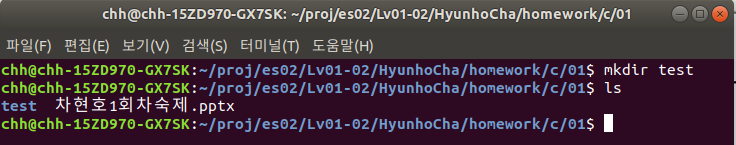 chh@chh-15ZD970-GX7SK: ~/proj/es02/Lv01-02/HyunhoCha/homework/c/01
파일(F) 편집(E) 보기(V) 검색(S) 터미널(T) 도움말(H)
chh@chh-15ZD970-GX7SK:~/proj/es02/Lv01-02/HyunhoCha/homework/c/01$ mkdir test
chh@chh-15ZD970-GX7SK:~/proj/es02/Lv01-02/HyunhoCha/homework/c/01$ ls
test 차현호1회차숙제.pptx
chh@chh-15ZD970-GX7SK:~/proj/es02/Lv01-02/HyunhoCha/homework/c/01$